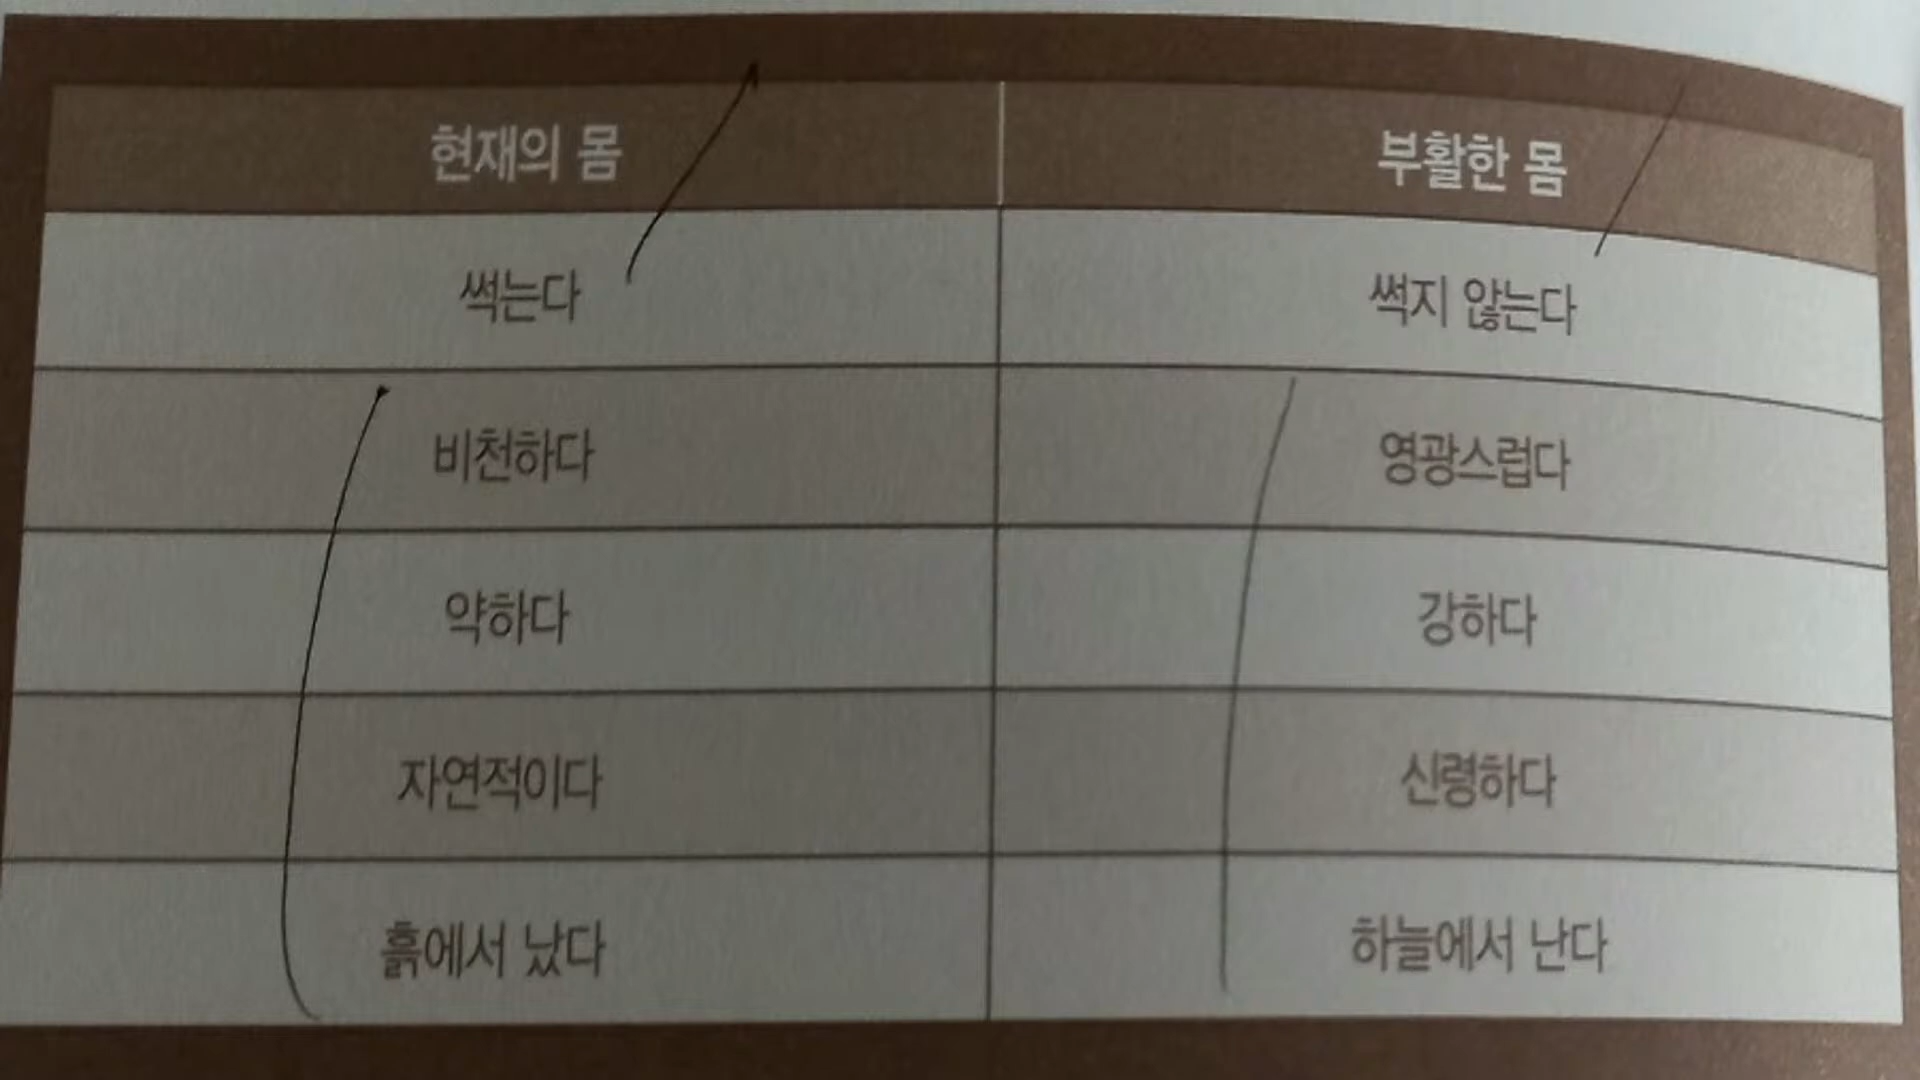 현재의 몸 부활한 몸
썩는다 썩지 않는다
비천하다 영광스럽다
약하다 강하다
자연적이다 신령하다
흙에서 났다 하늘에서 난다